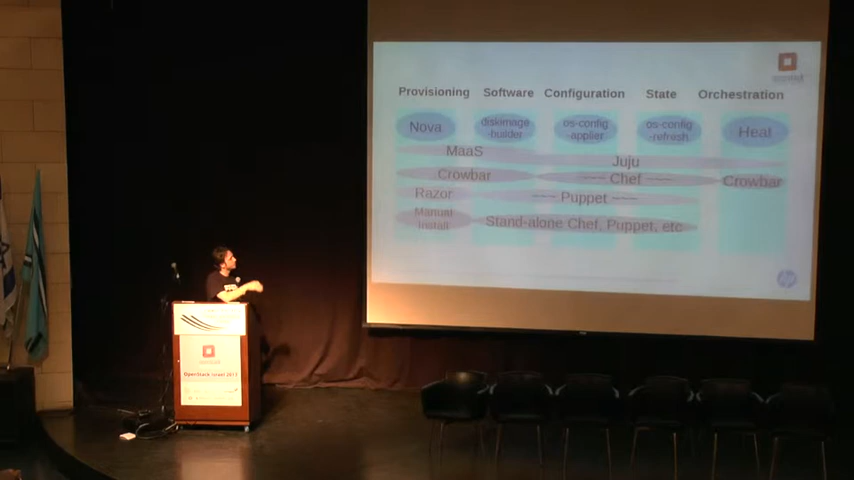 Provisioning Software Configuration State Orchestration
Nova diskimage-builder os-config-applier os-config-refresh Heat
MaaS Juju
Crowbar ~~~ Chef ~~~ Crowbar
Razor ~~~ Puppet ~~~
Manual install Stand-alone Chef, Puppet, etc
hp
OpenStack Israel 2013